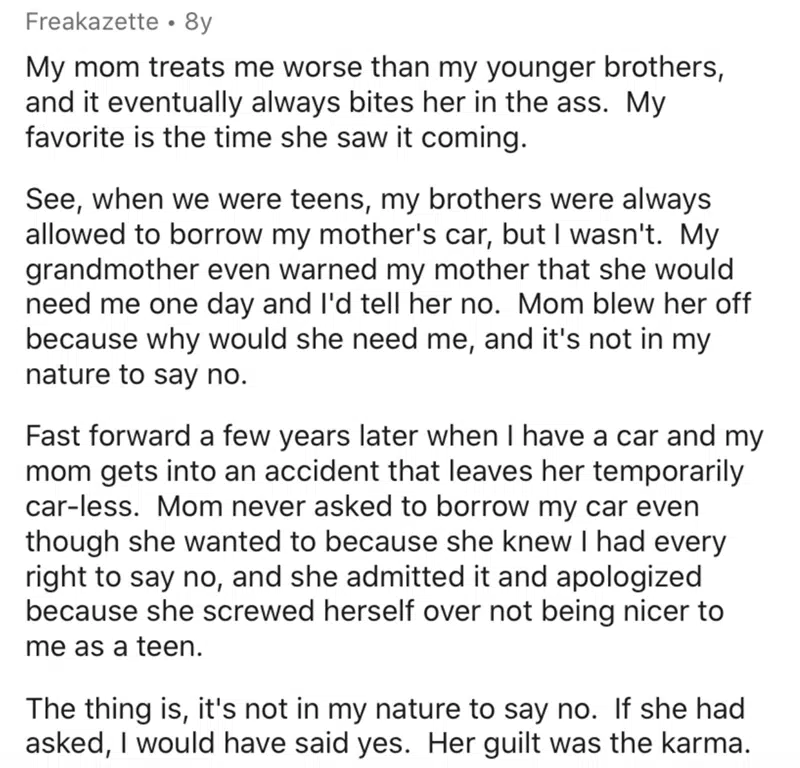 Freakazette • 8y
My mom treats me worse than my younger brothers,
and it eventually always bites her in the ass.  My
favorite is the time she saw it coming.
See, when we were teens, my brothers were always
allowed to borrow my mother's car, but I wasn't.  My
grandmother even warned my mother that she would
need me one day and I'd tell her no.  Mom blew her off
because why would she need me, and it's not in my
nature to say no.
Fast forward a few years later when I have a car and my
mom gets into an accident that leaves her temporarily
car-less.  Mom never asked to borrow my car even
though she wanted to because she knew I had every
right to say no, and she admitted it and apologized
because she screwed herself over not being nicer to
me as a teen.
The thing is, it's not in my nature to say no.  If she had
asked, I would have said yes.  Her guilt was the karma.